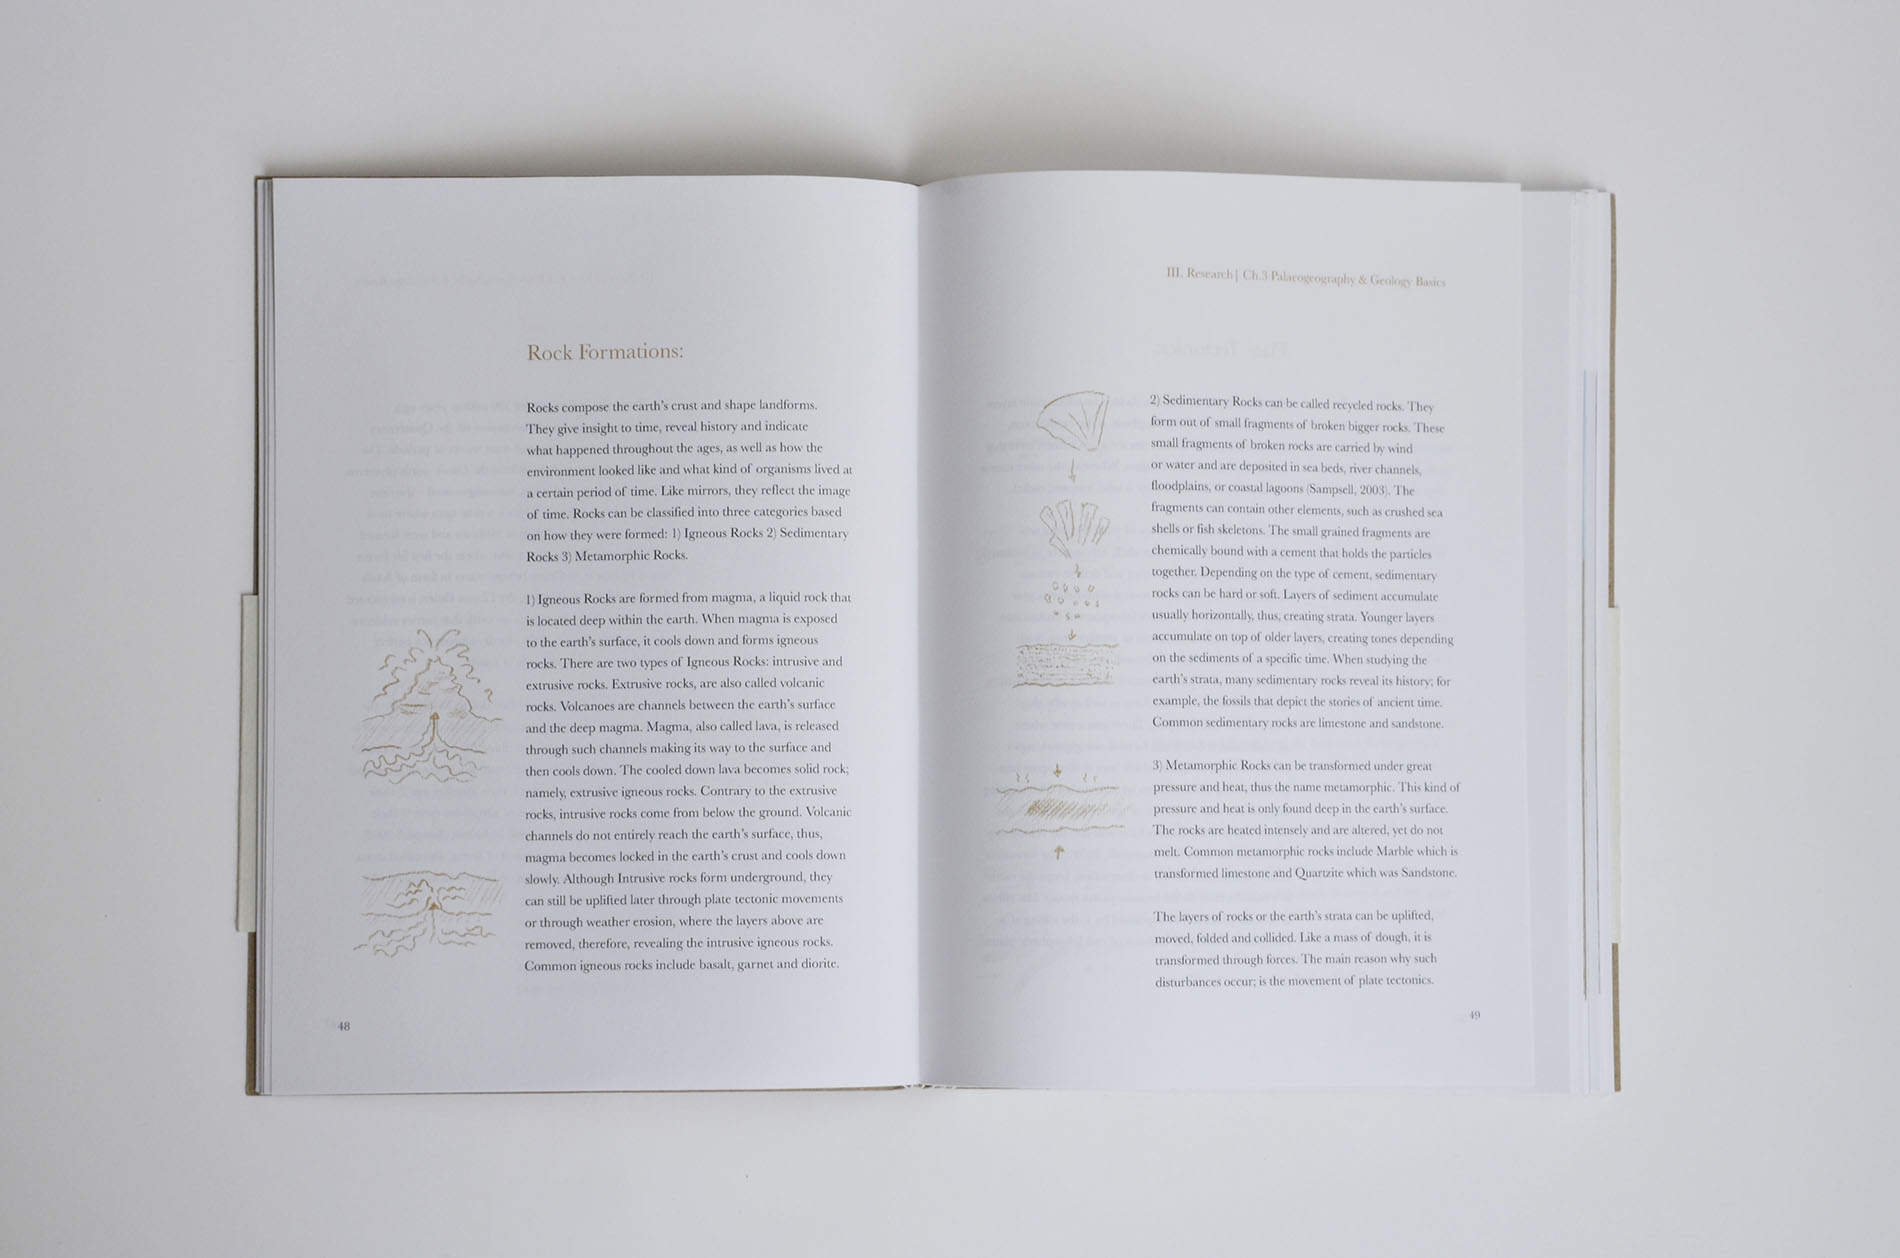 Rock Formations:
Rocks compose the earth's crust and shape landforms.
They give insight to time, reveal history and indicate
what happened throughout the ages, as well as how the
environment looked like and what kind of organisms lived at
a certain period of time. Like mirrors, they reflect the image
of time. Rocks can be classified into three categories based
on how they were formed: 1) Igneous Rocks 2) Sedimentary
Rocks 3) Metamorphic Rocks.
1) Igneous Rocks are formed from magma, a liquid rock that
is located deep within the earth. When magma is exposed
to the earth's surface, it cools down and forms igneous
rocks. There are two types of Igneous Rocks: intrusive and
extrusive rocks. Extrusive rocks, are also called volcanic
rocks. Volcanoes are channels between the earth's surface
and the deep magma. Magma, also called lava, is released
through such channels making its way to the surface and
then cools down. The cooled down lava becomes solid rock;
namely, extrusive igneous rocks. Contrary to the extrusive
rocks, intrusive rocks come from below the ground. Volcanic
channels do not entirely reach the earth's surface, thus,
magma becomes locked in the earth's crust and cools down
slowly. Although Intrusive rocks form underground, they
can still be uplifted later through plate tectonic movements
or through weather erosion, where the layers above are
removed, therefore, revealing the intrusive igneous rocks.
Common igneous rocks include basalt, garnet and diorite.
48
III. Research| Ch.3 Palaeogeography & Geology Basics
2) Sedimentary Rocks can be called recycled rocks. They
form out of small fragments of broken bigger rocks. These
small fragments of broken rocks are carried by wind
or water and are deposited in sea beds, river channels,
floodplains, or coastal lagoons (Sampsell, 2003). The
fragments can contain other elements, such as crushed sea
shells or fish skeletons. The small grained fragments are
chemically bound with a cement that holds the particles
together. Depending on the type of cement, sedimentary
rocks can be hard or soft. Layers of sediment accumulate
usually horizontally, thus, creating strata. Younger layers
accumulate on top of older layers, creating tones depending
on the sediments of a specific time. When studying the
earth's strata, many sedimentary rocks reveal its history; for
example, the fossils that depict the stories of ancient time.
Common sedimentary rocks are limestone and sandstone.
3) Metamorphic Rocks can be transformed under great
pressure and heat, thus the name metamorphic. This kind of
pressure and heat is only found deep in the earth's surface.
The rocks are heated intensely and are altered, yet do not
melt. Common metamorphic rocks include Marble which is
transformed limestone and Quartzite which was Sandstone.
The layers of rocks or the earth's strata can be uplifted,
moved, folded and collided. Like a mass of dough, it is
transformed through forces. The main reason why such
disturbances occur; is the movement of plate tectonics.
49